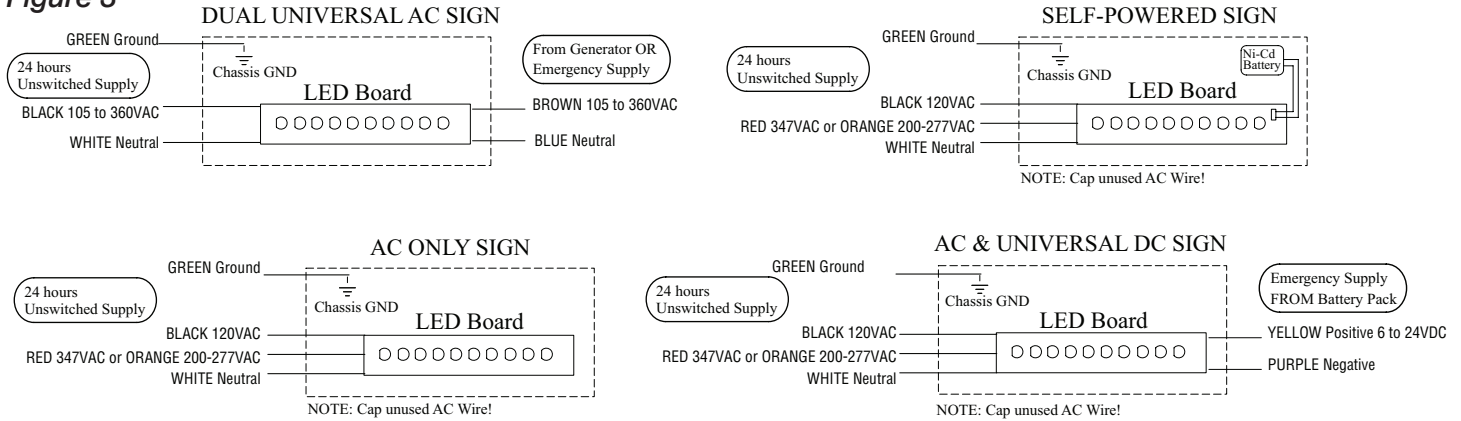 Figure
DUAL UNIVERSAL AC SIGN
GREEN Ground
24 hours
Unswitched Supply
Chassis GND
From Generator OR
Emergency Supply
LED Board
BLACK 105 to 360VAC
BROWN 105 to 360VAC
WHITE Neutral
BLUE Neutral
SELF-POWERED SIGN
GREEN Ground
24 hours
Unswitched Supply
Chassis GND
Ni-Cd
Battery
LED Board
BLACK 120VAC
RED 347VAC or ORANGE 200-277VAC
WHITE Neutral
NOTE: Cap unused AC Wire!
AC ONLY SIGN
GREEN Ground
24 hours
Unswitched Supply
Chassis GND
LED Board
BLACK 120VAC
RED 347VAC or ORANGE 200-277VAC
WHITE Neutral
NOTE: Cap unused AC Wire!
AC & UNIVERSAL DC SIGN
GREEN Ground
24 hours
Unswitched Supply
Chassis GND
Emergency Supply
FROM Battery Pack
LED Board
BLACK 120VAC
YELLOW Positive 6 to 24VDC
RED 347VAC or ORANGE 200-277VAC
PURPLE Negative
WHITE Neutral
NOTE: Cap unused AC Wire!